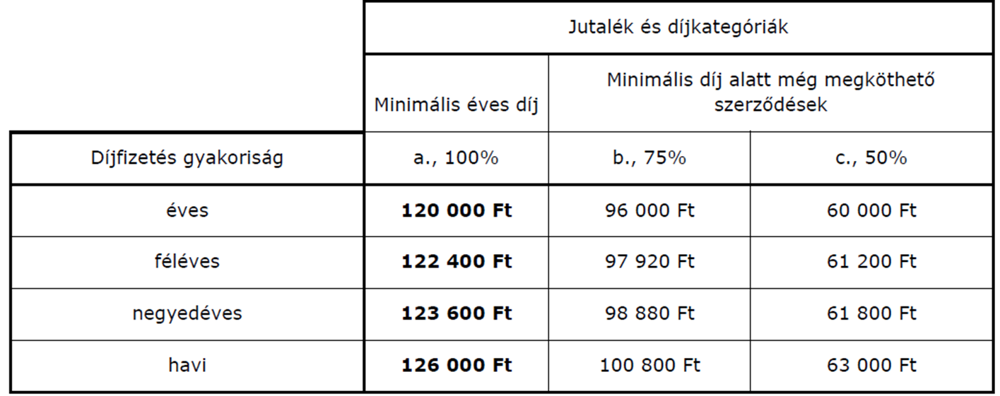 Jutalék és díjkategóriák
Minimális éves díj
Minimális díj alatt még megköthető
szerződések
Díjfizetés gyakoriság a., 100% b., 75% c., 50%
éves 120 000 Ft 96 000 Ft 60 000 Ft
féléves 122 400 Ft 97 920 Ft 61 200 Ft
negyedéves 123 600 Ft 98 880 Ft 61 800 Ft
havi 126 000 Ft 100 800 Ft 63 000 Ft